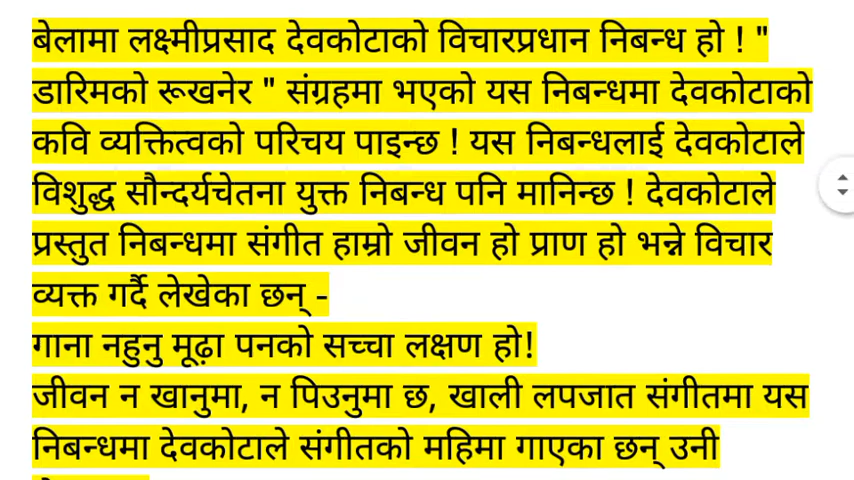 बेलामा लक्ष्मीप्रसाद देवकोटाको विचारप्रधान निबन्ध हो ! "
डारिमको रूखनेर " संग्रहमा भएको यस निबन्धमा देवकोटाको
कवि व्यक्तित्वको परिचय पाइन्छ ! यस निबन्धलाई देवकोटाले
विशुद्ध सौन्दर्यचेतना युक्त निबन्ध पनि मानिन्छ ! देवकोटाले
प्रस्तुत निबन्धमा संगीत हाम्रो जीवन हो प्राण हो भन्ने विचार
व्यक्त गर्दै लेखेका छन् -
गाना नहुनु मूढ़ा पनको सच्चा लक्षण हो!
जीवन न खानुमा, न पिउनुमा छ, खाली लपजात संगीतमा यस
निबन्धमा देवकोटाले संगीतको महिमा गाएका छन् उनी